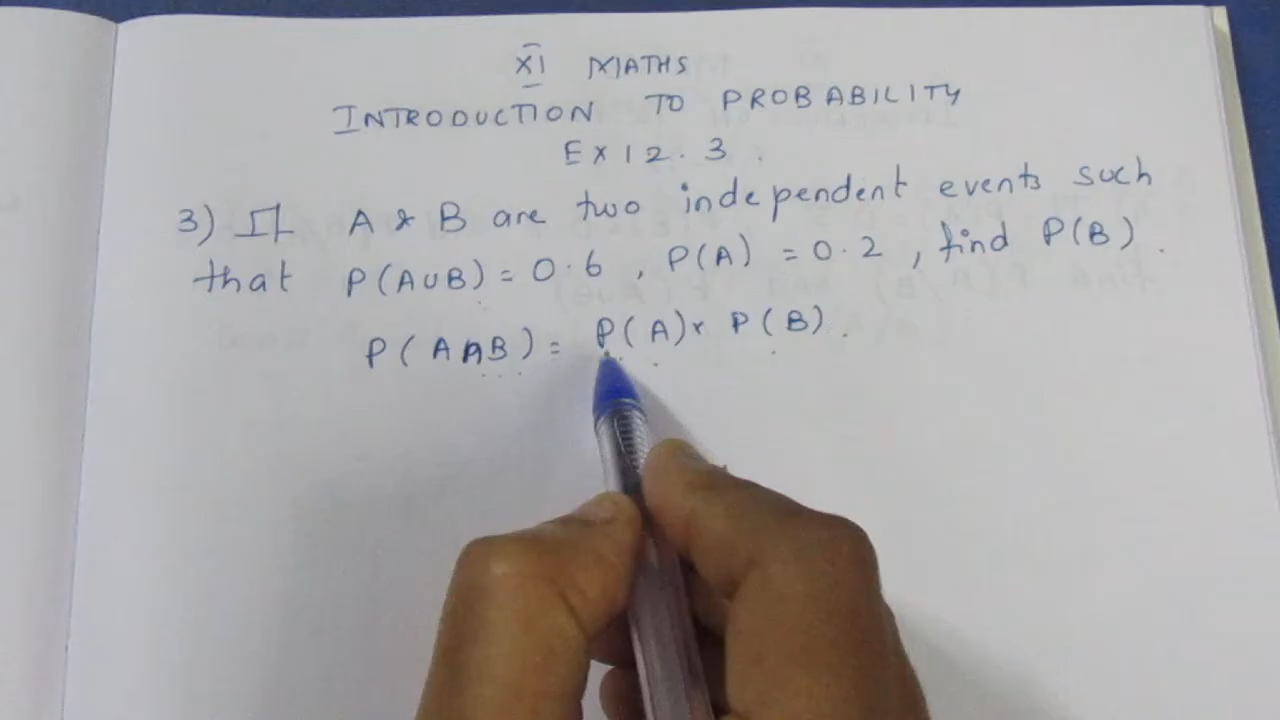 XI MATHS
INTRODUCTION TO PROBABILITY
EX 12.3.
3) If A & B are two independent events such
that P(A∪B) = 0.6, P(A) = 0.2, find P(B).
P(A∩B) = P(A) × P(B).